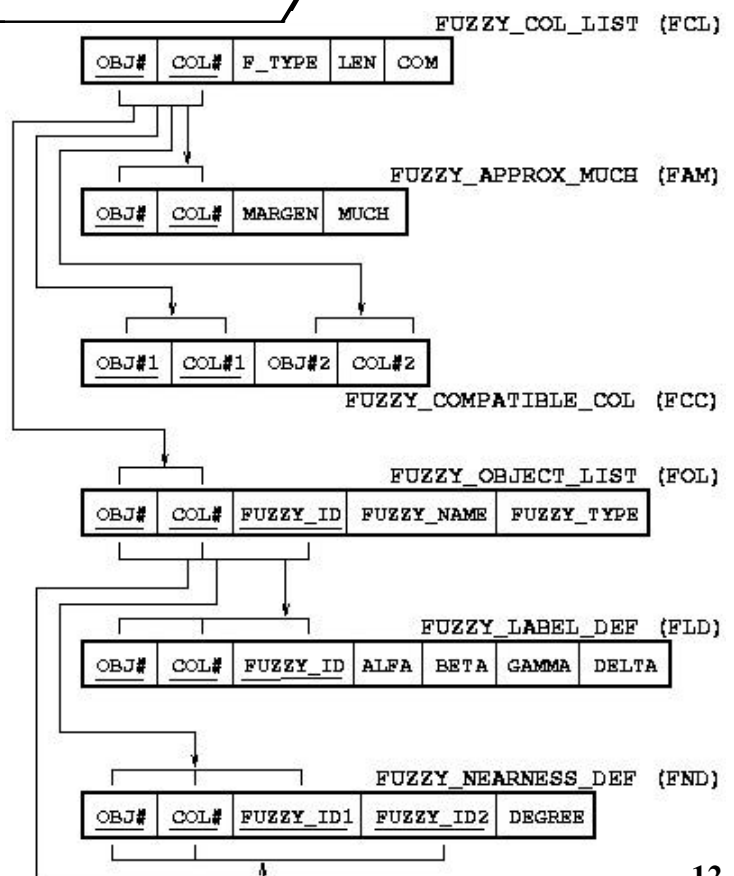 FUZZY_COL_LIST (FCL)
OBJ# COL# F_TYPE LEN COM
FUZZY_APPROX_MUCH (FAM)
OBJ# COL# MARGEN MUCH
OBJ#1 COL#1 OBJ#2 COL#2
FUZZY_COMPATIBLE_COL (FCC)
FUZZY_OBJECT_LIST (FOL)
OBJ# COL# FUZZY_ID FUZZY_NAME FUZZY_TYPE
FUZZY_LABEL_DEF (FLD)
OBJ# COL# FUZZY_ID ALFA BETA GAMMA DELTA
FUZZY_NEARNESS_DEF (FND)
OBJ# COL# FUZZY_ID1 FUZZY_ID2 DEGREE
12